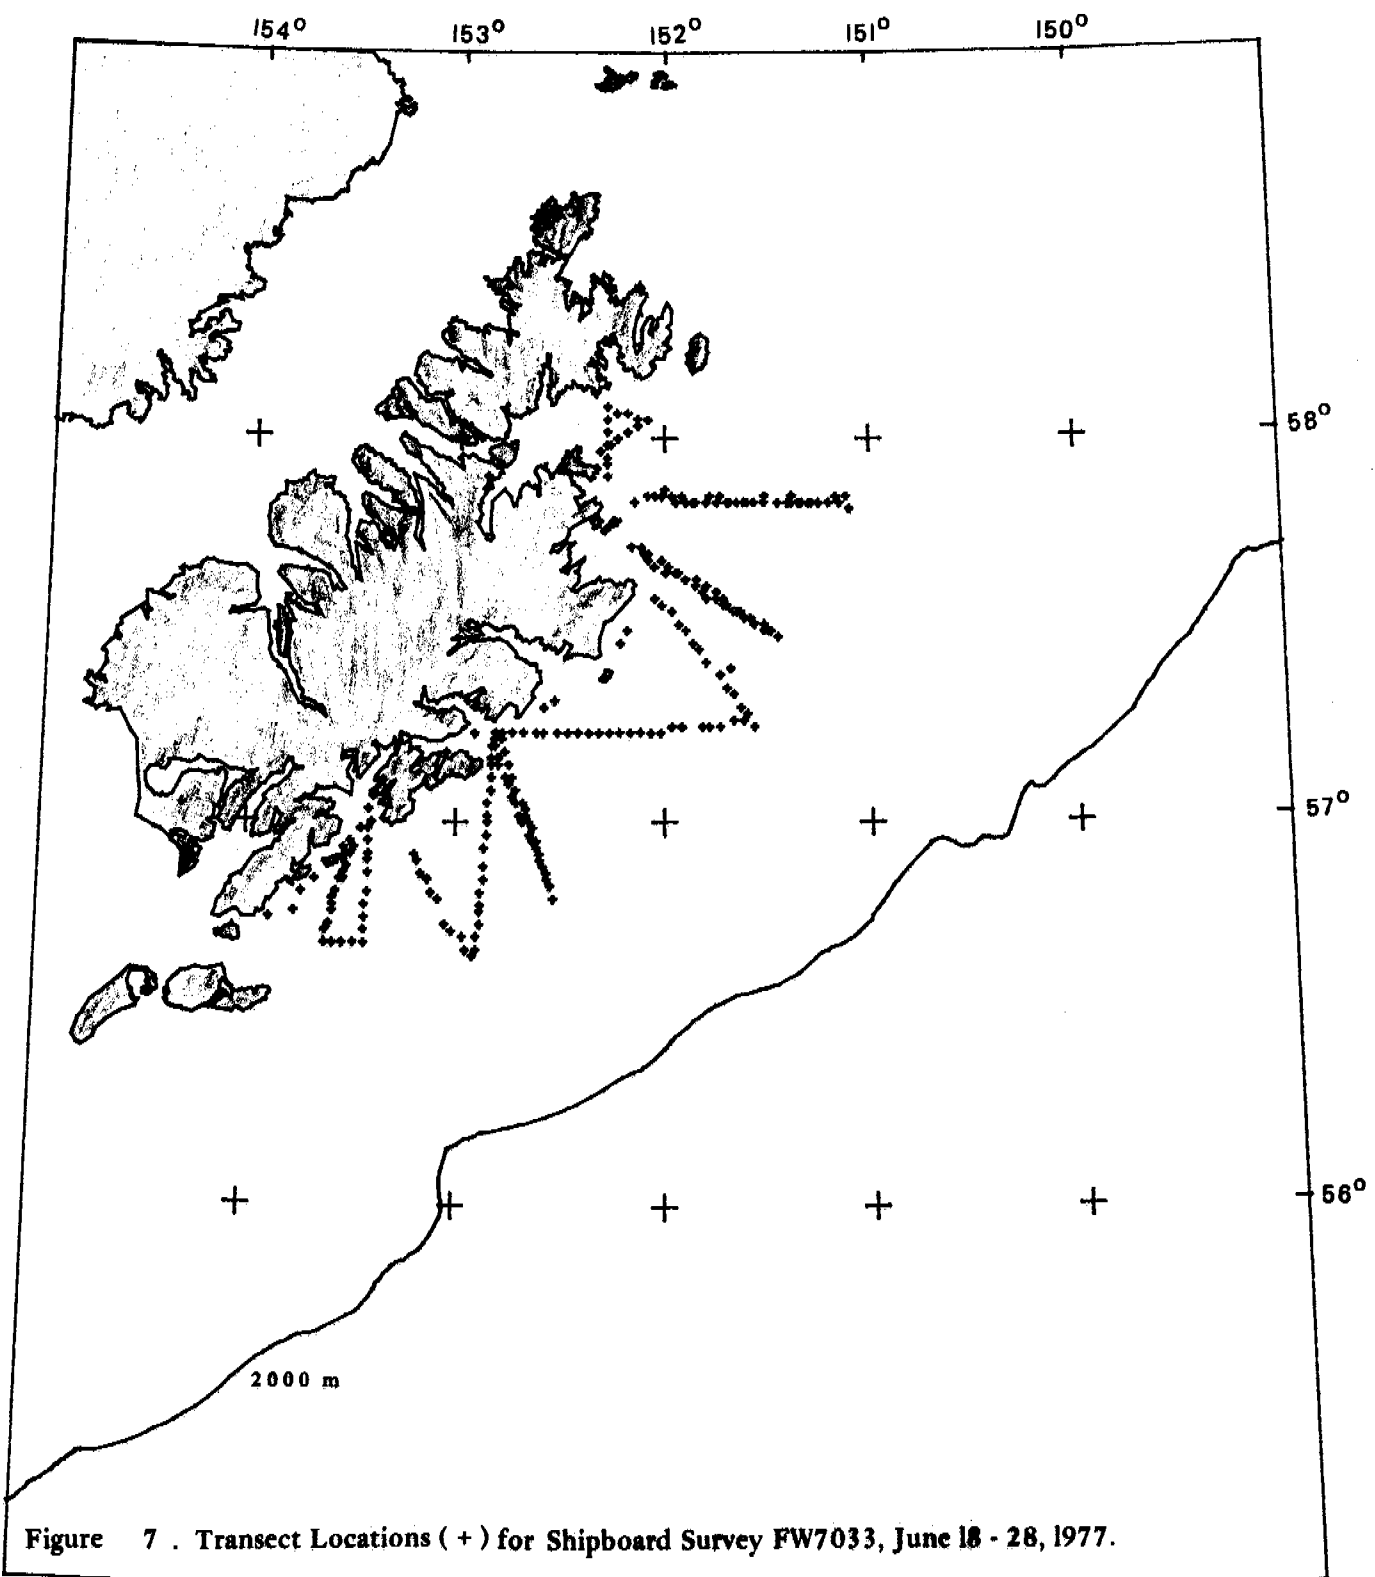 154° 153° 152° 151° 150°
58°
57°
56°
2000 m
Figure 7 . Transect Locations ( + ) for Shipboard Survey FW7033, June 18 - 28, 1977.